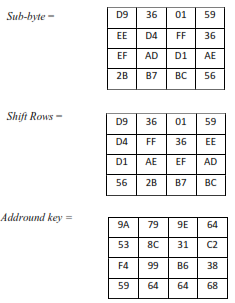 Sub-byte =
D9 36 01 59
EE D4 FF 36
EF AD D1 AE
2B B7 BC 56
Shift Rows =
D9 36 01 59
D4 FF 36 EE
D1 AE EF AD
56 2B B7 BC
Addround key =
9A 79 9E 64
53 8C 31 C2
F4 99 B6 38
59 64 64 68